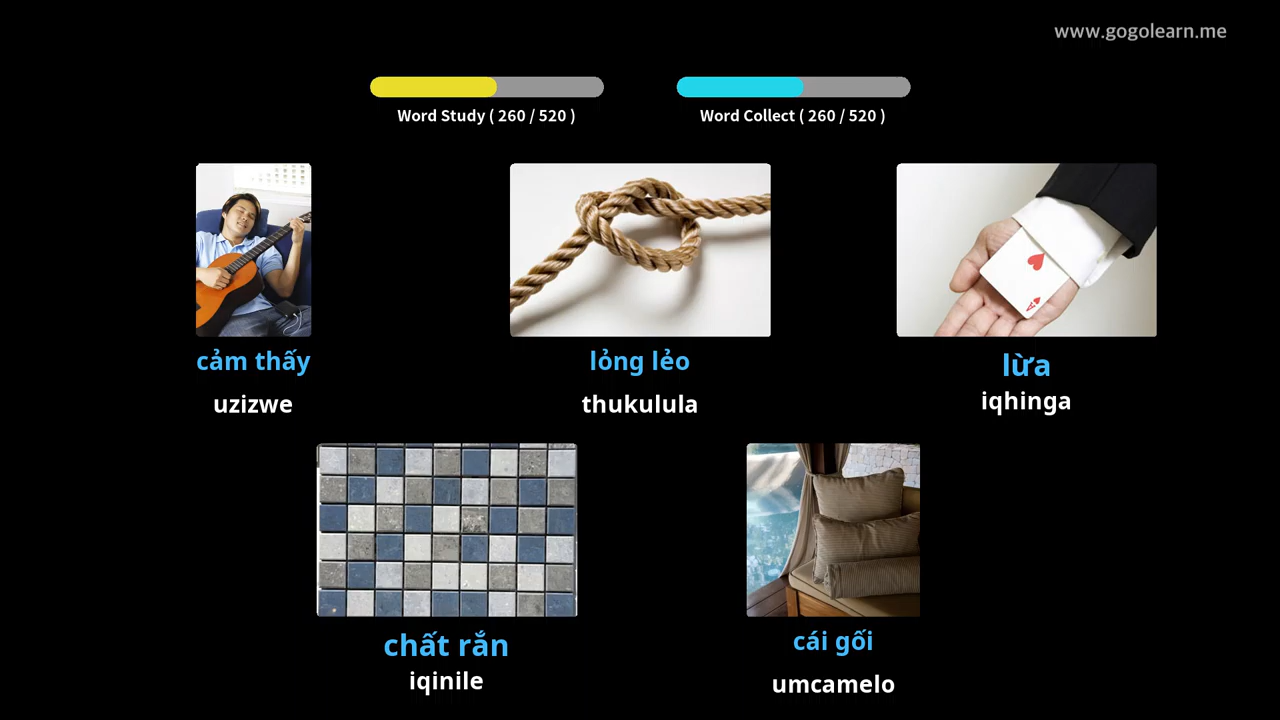 www.gogolearn.me
Word Study ( 260 / 520 )
Word Collect ( 260 / 520 )
cảm thấy
lỏng lẻo
lừa
uzizwe
thukulula
iqhinga
chất rắn
cái gối
iqinile
umcamelo